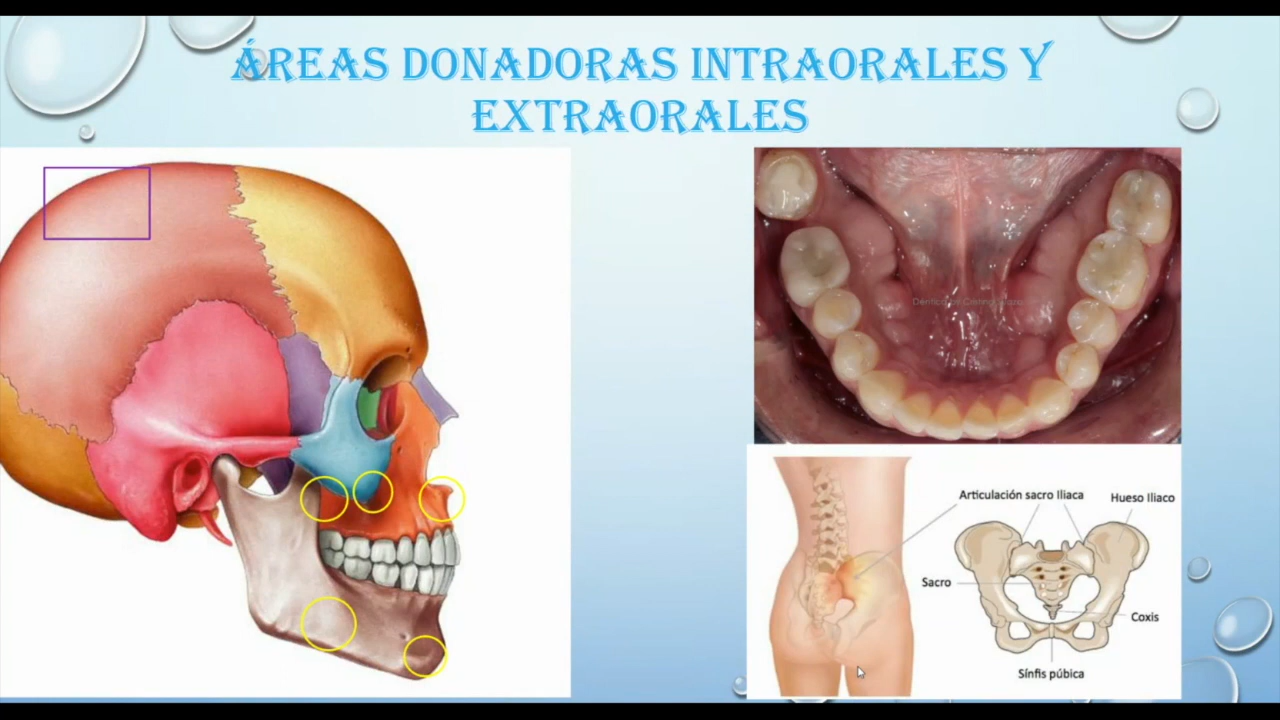 ÁREAS DONADORAS INTRAORALES Y
EXTRAORALES
Articulación sacro Iliaca
Hueso Iliaco
Sacro
Coxis
Sínfis púbica